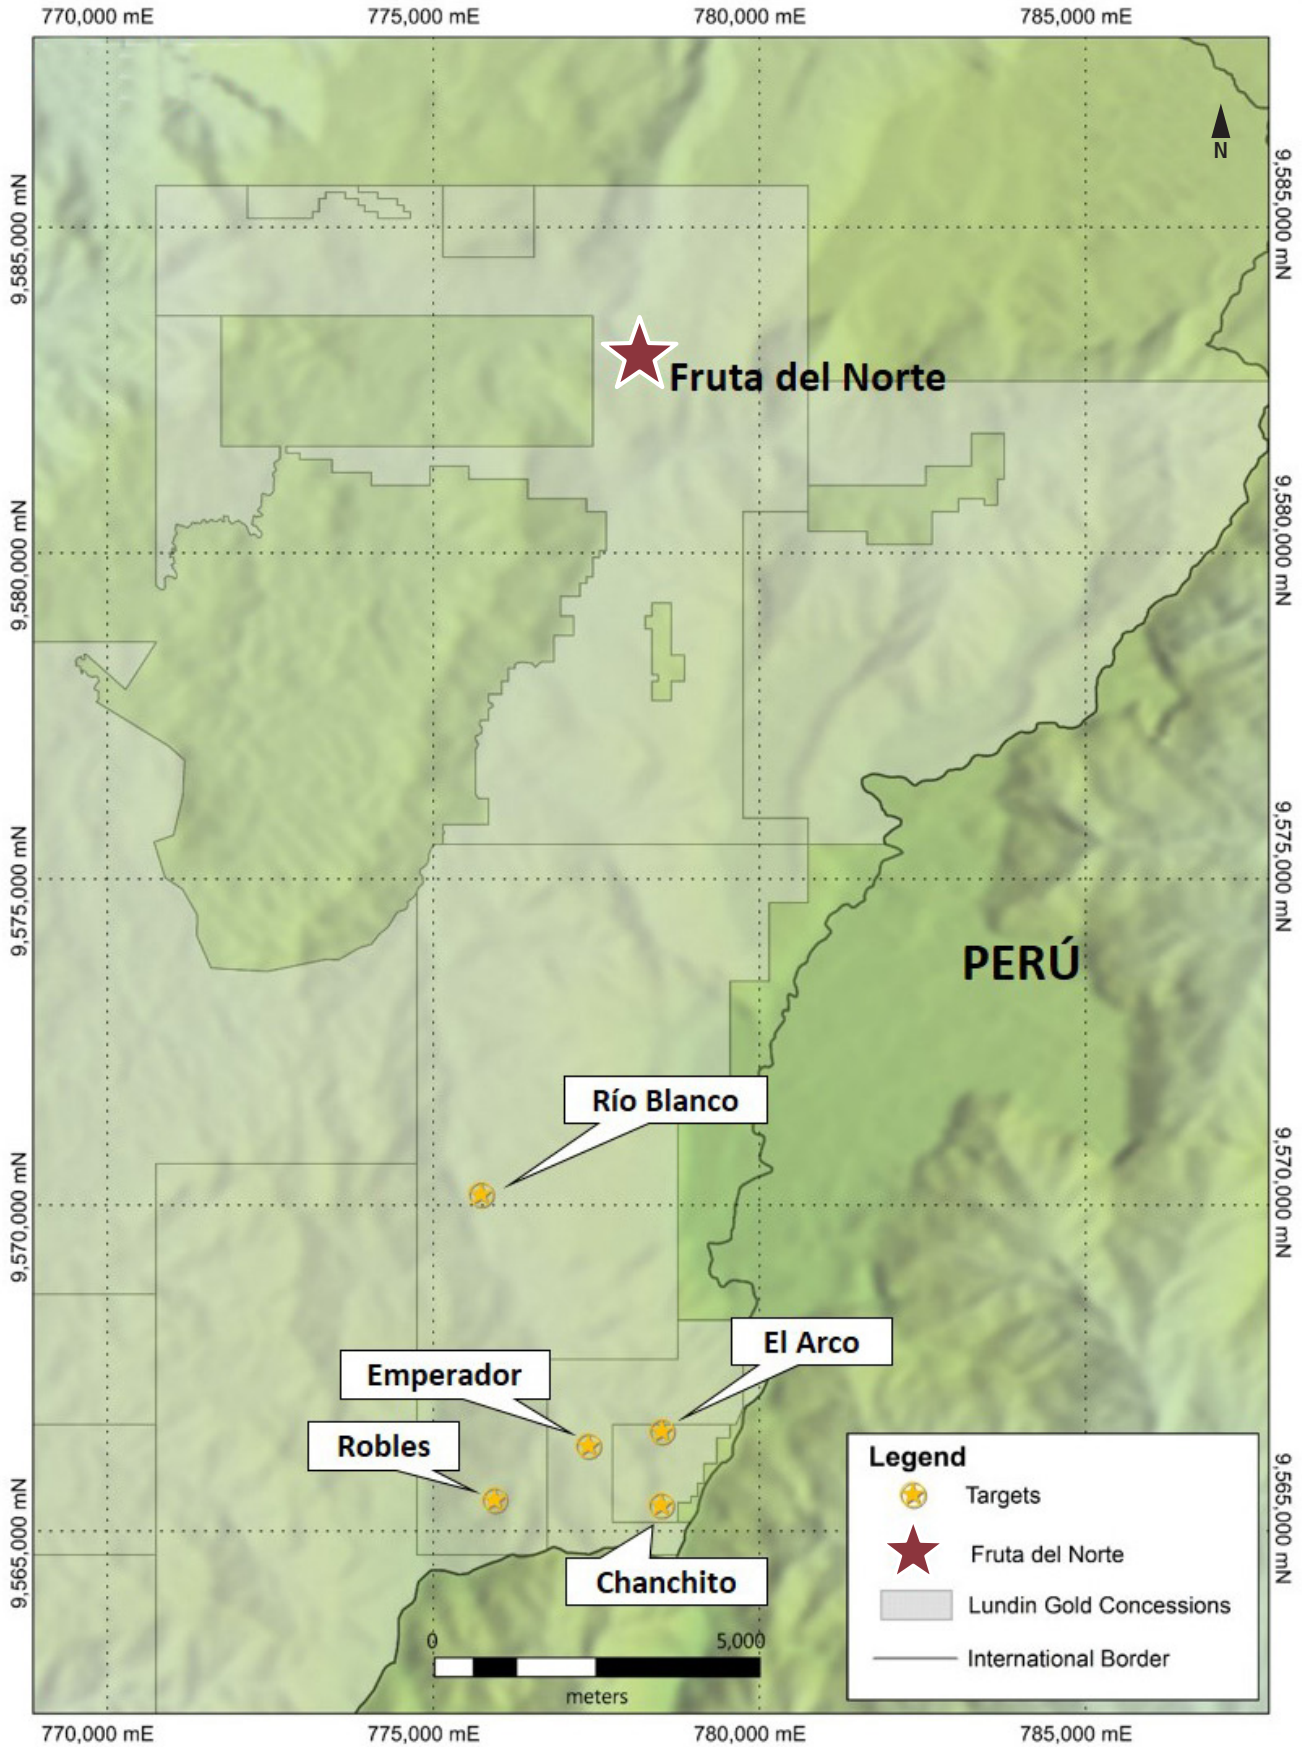 770,000 mE
775,000 mE
780,000 mE
785,000 mE
N
9,585,000 mN
9,585,000 mN
Fruta del Norte
9,580,000 mN
9,580,000 mN
9,575,000 mN
9,575,000 mN
PERÚ
Río Blanco
9,570,000 mN
9,570,000 mN
El Arco
Emperador
Robles
9,565,000 mN
9,565,000 mN
Chanchito
0
5,000
meters
Legend
Targets
Fruta del Norte
Lundin Gold Concessions
International Border
770,000 mE
775,000 mE
780,000 mE
785,000 mE